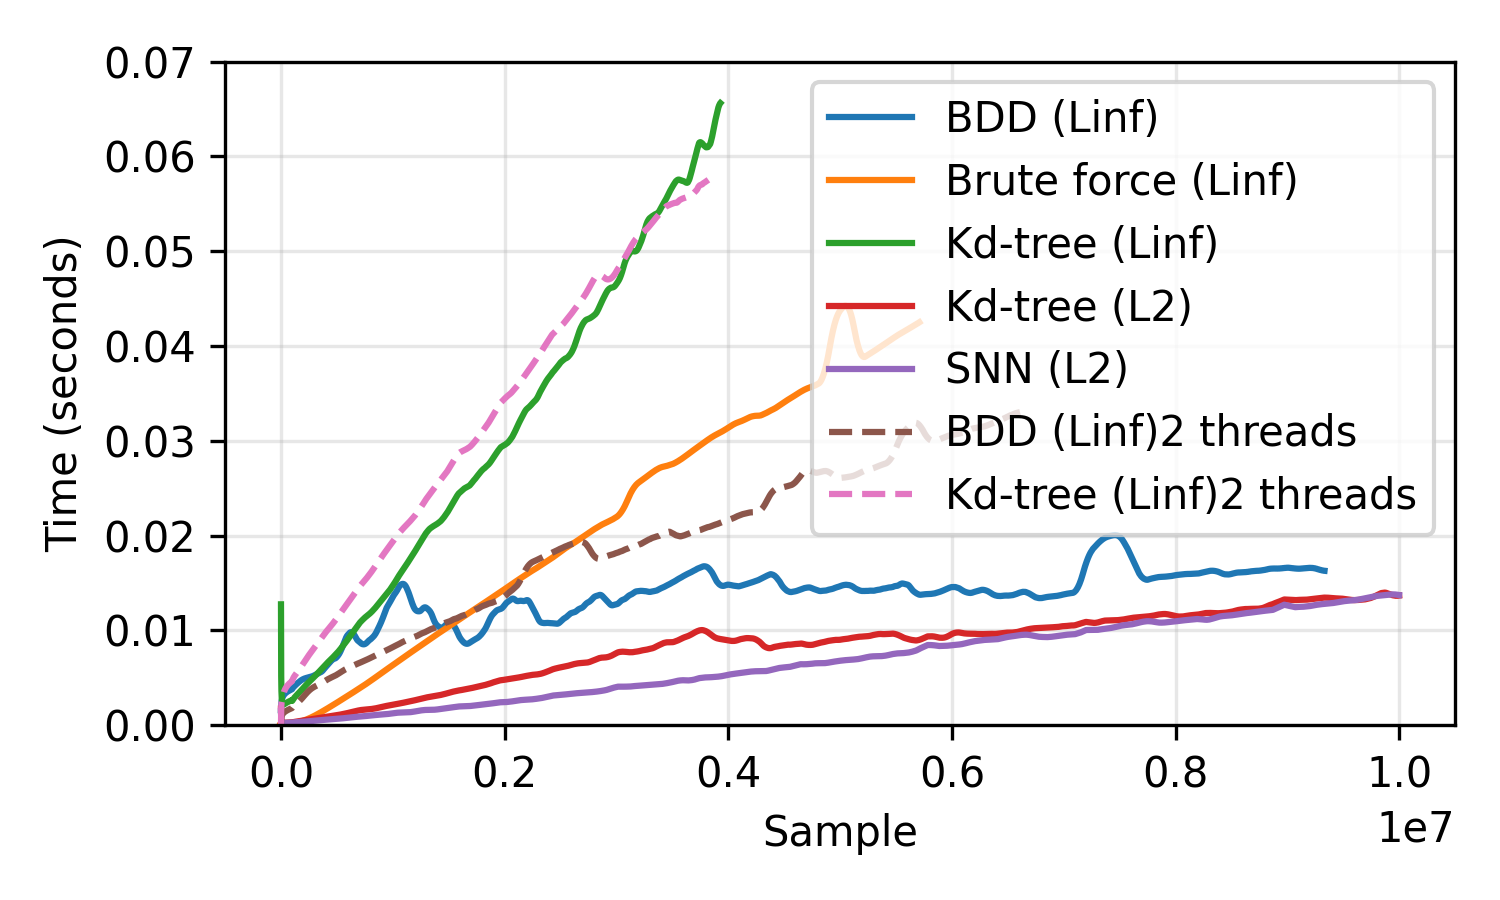 0.07
0.06
0.05
0.04
0.03
0.02
0.01
0.00
Time (seconds)
BDD (Linf)
Brute force (Linf)
Kd-tree (Linf)
Kd-tree (L2)
SNN (L2)
BDD (Linf)2 threads
Kd-tree (Linf)2 threads
0.0 0.2 0.4 0.6 0.8 1.0
Sample
1e7